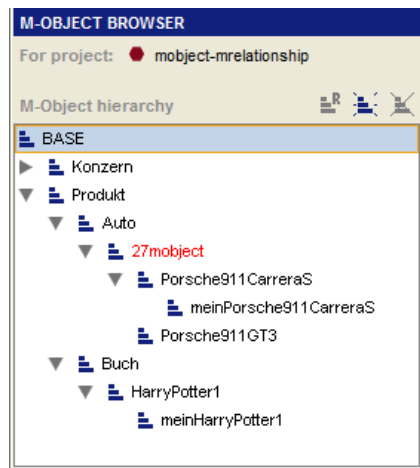 M-OBJECT BROWSER
For project: mobject-mrelationship
M-Object hierarchy
R
BASE
Konzern
Produkt
Auto
27mobject
Porsche911CarreraS
meinPorsche911CarreraS
Porsche911GT3
Buch
HarryPotter1
meinHarryPotter1